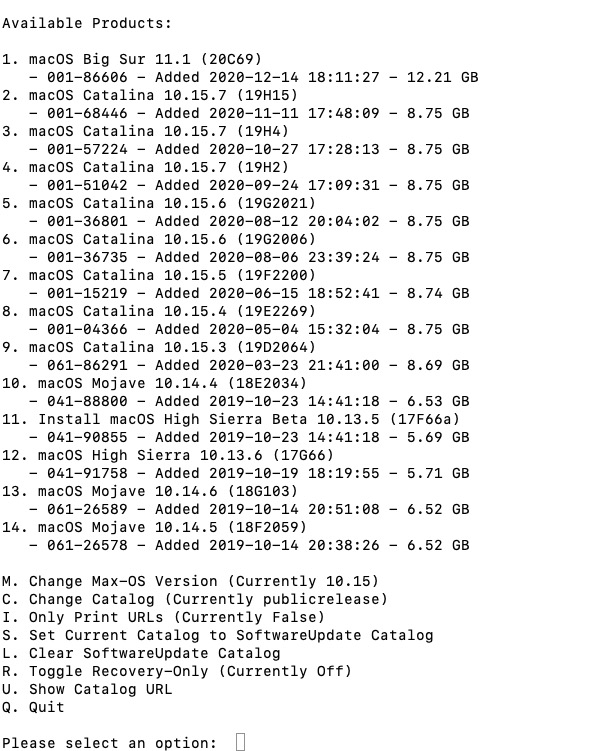 Available Products:
1. macOS Big Sur 11.1 (20C69)
- 001-86606 - Added 2020-12-14 18:11:27 - 12.21 GB
2. macOS Catalina 10.15.7 (19H15)
- 001-68446 - Added 2020-11-11 17:48:09 - 8.75 GB
3. macOS Catalina 10.15.7 (19H4)
- 001-57224 - Added 2020-10-27 17:28:13 - 8.75 GB
4. macOS Catalina 10.15.7 (19H2)
- 001-51042 - Added 2020-09-24 17:09:31 - 8.75 GB
5. macOS Catalina 10.15.6 (19G2021)
- 001-36801 - Added 2020-08-12 20:04:02 - 8.75 GB
6. macOS Catalina 10.15.6 (19G2006)
- 001-36735 - Added 2020-08-06 23:39:24 - 8.75 GB
7. macOS Catalina 10.15.5 (19F2200)
- 001-15219 - Added 2020-06-15 18:52:41 - 8.74 GB
8. macOS Catalina 10.15.4 (19E2269)
- 001-04366 - Added 2020-05-04 15:32:04 - 8.75 GB
9. macOS Catalina 10.15.3 (19D2064)
- 061-86291 - Added 2020-03-23 21:41:00 - 8.69 GB
10. macOS Mojave 10.14.4 (18E2034)
- 041-88800 - Added 2019-10-23 14:41:18 - 6.53 GB
11. Install macOS High Sierra Beta 10.13.5 (17F66a)
- 041-90855 - Added 2019-10-23 14:41:18 - 5.69 GB
12. macOS High Sierra 10.13.6 (17G66)
- 041-91758 - Added 2019-10-19 18:19:55 - 5.71 GB
13. macOS Mojave 10.14.6 (18G103)
- 061-26589 - Added 2019-10-14 20:51:08 - 6.52 GB
14. macOS Mojave 10.14.5 (18F2059)
- 061-26578 - Added 2019-10-14 20:38:26 - 6.52 GB
M. Change Max-OS Version (Currently 10.15)
C. Change Catalog (Currently publicrelease)
I. Only Print URLs (Currently False)
S. Set Current Catalog to SoftwareUpdate Catalog
L. Clear SoftwareUpdate Catalog
R. Toggle Recovery-Only (Currently Off)
U. Show Catalog URL
Q. Quit
Please select an option: